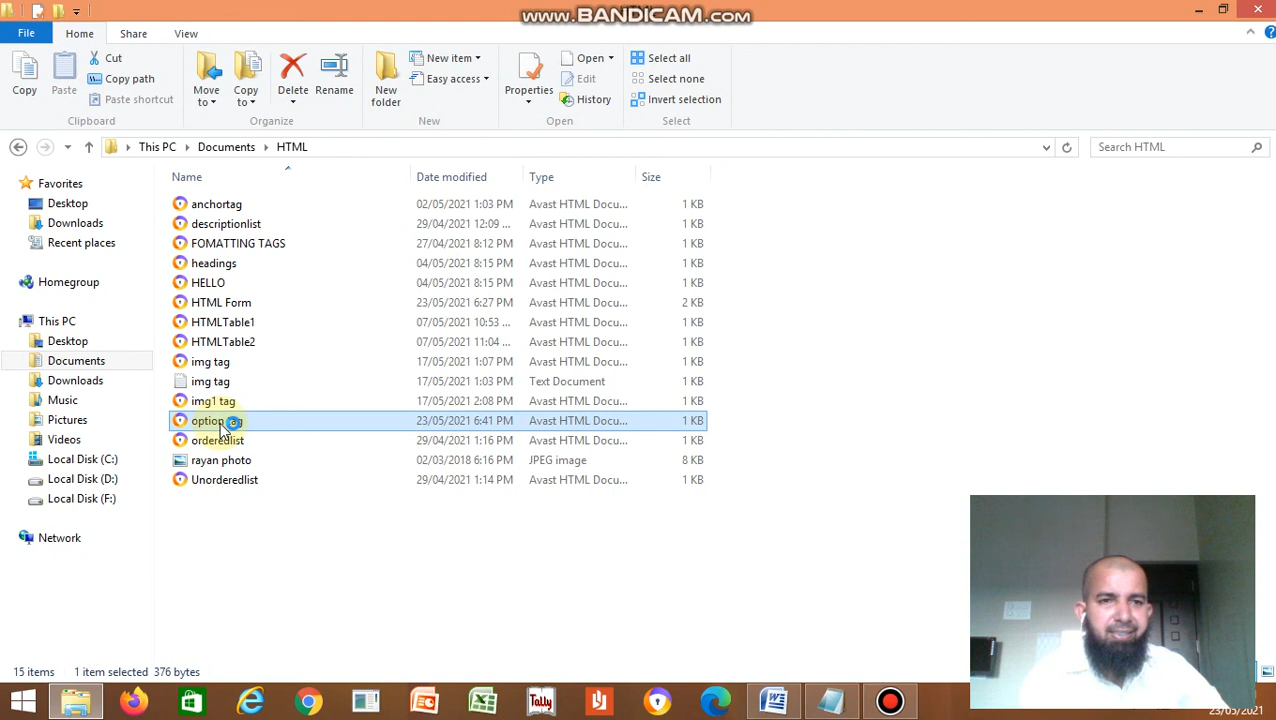 www.BANDICAM.com
File Home Share View
Copy Paste Cut Copy path Paste shortcut Move to Copy to Delete Rename New folder New item Easy access Properties Open Edit History Select all Select none Invert selection
Clipboard Organize New Open Select
This PC Documents HTML Search HTML
Name Date modified Type Size
Favorites
Desktop
Downloads
Recent places
Homegroup
This PC
Desktop
Documents
Downloads
Music
Pictures
Videos
Local Disk (C:)
Local Disk (D:)
Local Disk (F:)
Network
anchortag 02/05/2021 1:03 PM Avast HTML Docu... 1 KB
descriptionlist 29/04/2021 12:09 ... Avast HTML Docu... 1 KB
FOMATTING TAGS 27/04/2021 8:12 PM Avast HTML Docu... 1 KB
headings 04/05/2021 8:15 PM Avast HTML Docu... 1 KB
HELLO 04/05/2021 8:15 PM Avast HTML Docu... 1 KB
HTML Form 23/05/2021 6:27 PM Avast HTML Docu... 2 KB
HTMLTable1 07/05/2021 10:53 ... Avast HTML Docu... 1 KB
HTMLTable2 07/05/2021 11:04 ... Avast HTML Docu... 1 KB
img tag 17/05/2021 1:07 PM Avast HTML Docu... 1 KB
img tag 17/05/2021 1:03 PM Text Document 1 KB
img1 tag 17/05/2021 2:08 PM Avast HTML Docu... 1 KB
option 23/05/2021 6:41 PM Avast HTML Docu... 1 KB
orderedlist 29/04/2021 1:16 PM Avast HTML Docu... 1 KB
rayan photo 02/03/2018 6:16 PM JPEG image 8 KB
Unorderedlist 29/04/2021 1:14 PM Avast HTML Docu... 1 KB
15 items 1 item selected 376 bytes
Tally
23/05/2021